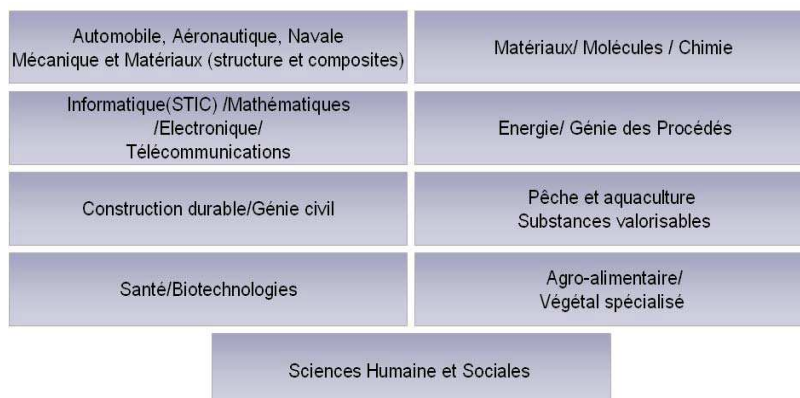 Automobile, Aéronautique, Navale
Mécanique et Matériaux (structure et composites)
Matériaux/ Molécules / Chimie
Informatique(STIC) /Mathématiques
/Electronique/
Télécommunications
Energie/ Génie des Procédés
Construction durable/Génie civil
Pêche et aquaculture
Substances valorisables
Santé/Biotechnologies
Agro-alimentaire/
Végétal spécialisé
Sciences Humaine et Sociales